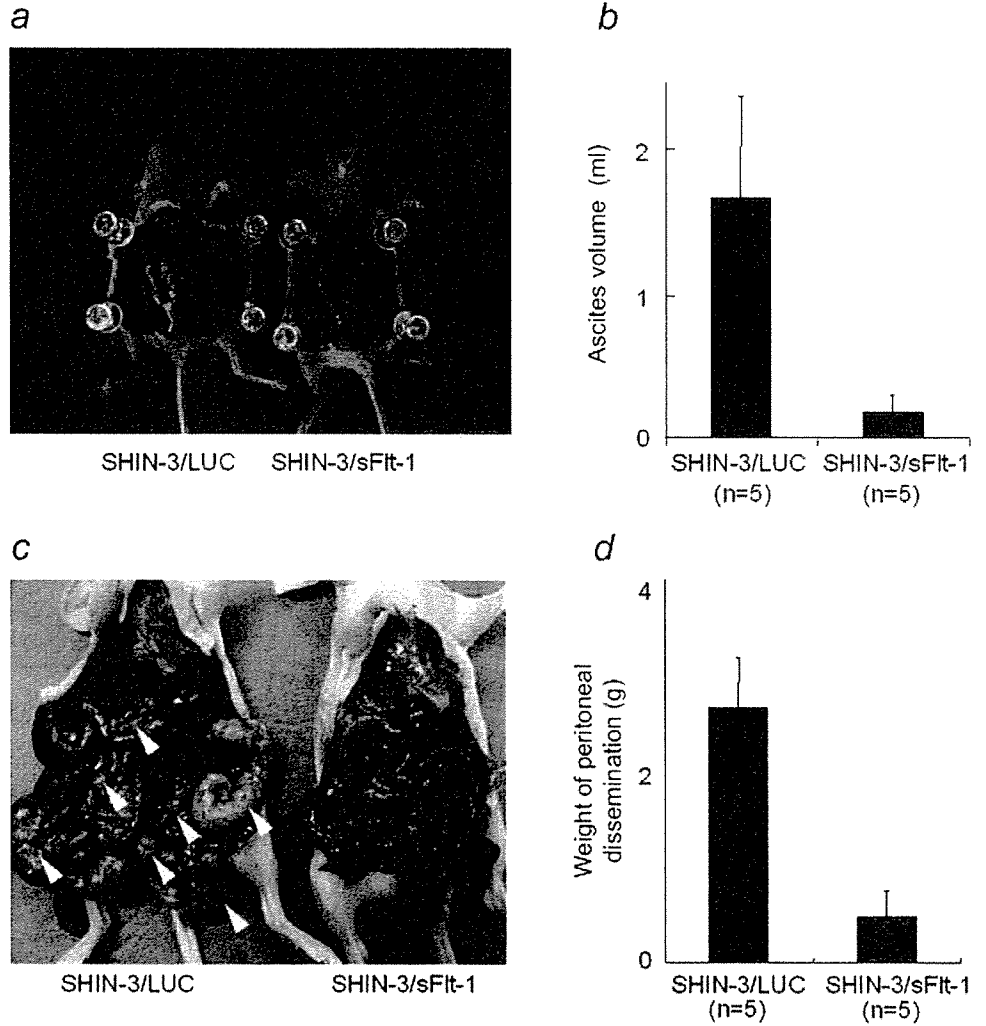 a
SHIN-3/LUC SHIN-3/sFlt-1
b
Ascites volume (ml)
2
1
0
SHIN-3/LUC SHIN-3/sFlt-1
(n=5) (n=5)
c
SHIN-3/LUC SHIN-3/sFlt-1
d
Weight of peritoneal
dissemination (g)
4
2
0
SHIN-3/LUC SHIN-3/sFlt-1
(n=5) (n=5)